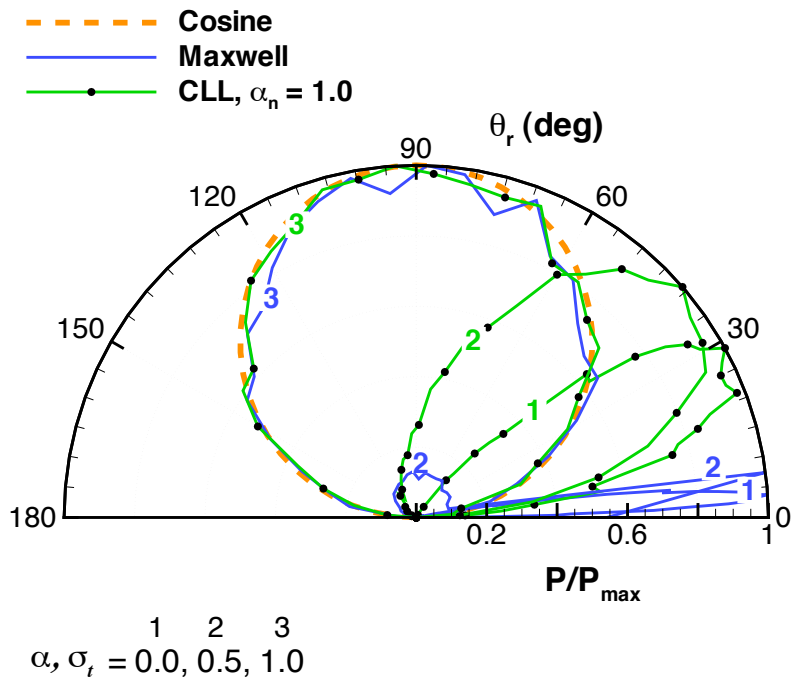 Cosine
Maxwell
CLL, αn = 1.0
θr (deg)
90
120
60
3
3
150
30
2
1
2
2
1
180
0
0.2
0.6
1
P/Pmax
1 2 3
α, σt = 0.0, 0.5, 1.0